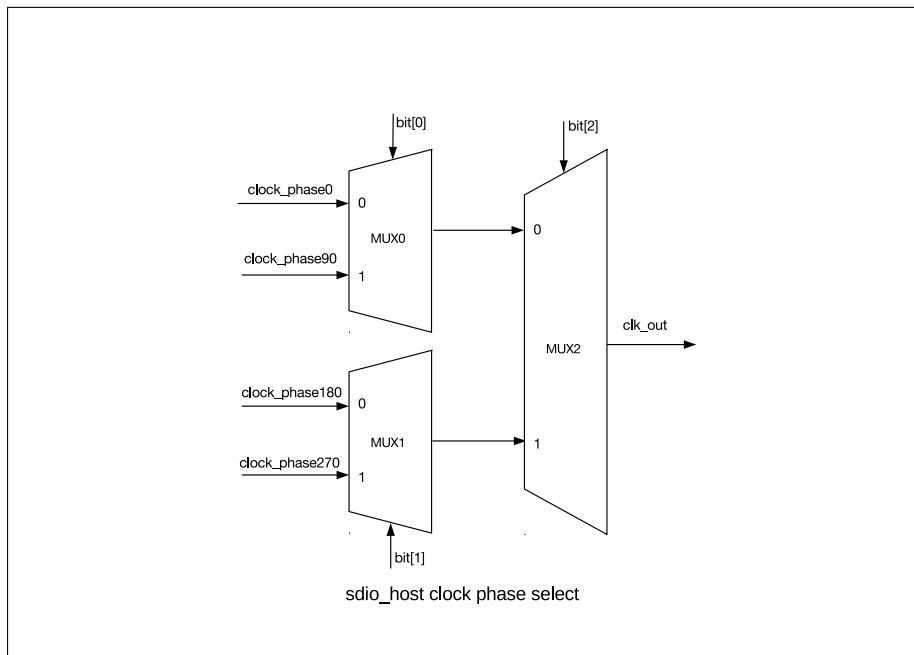 bit[0]
bit[2]
clock_phase0
0
MUX0
0
clock_phase90
1
clk_out
MUX2
clock_phase180
0
MUX1
1
clock_phase270
1
bit[1]
sdio_host clock phase select